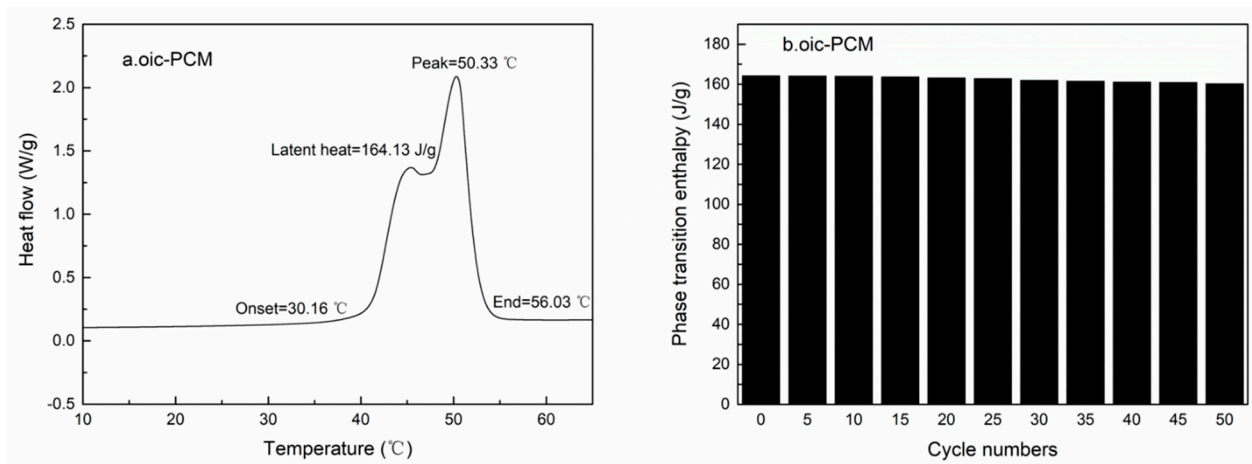 a.oic-PCM
Peak=50.33 ℃
Latent heat=164.13 J/g
Onset=30.16 ℃
End=56.03 ℃
Heat flow (W/g)
2.5
2.0
1.5
1.0
0.5
0.0
-0.5
10 20 30 40 50 60
Temperature (℃)
b.oic-PCM
Phase transition enthalpy (J/g)
180
160
140
120
100
80
60
40
20
0
0 5 10 15 20 25 30 35 40 45 50
Cycle numbers